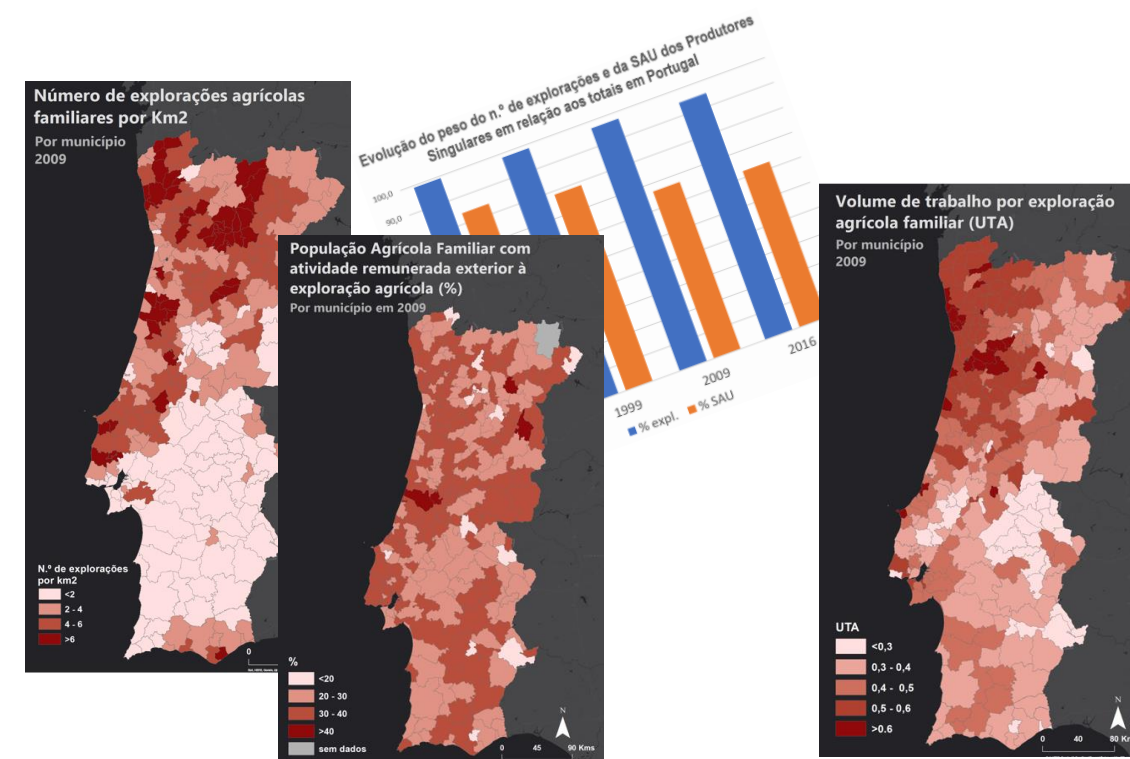 Número de explorações agrícolas
familiares por Km2
Por município
2009
N.º de explorações
por km2
<2
2 - 4
4 - 6
>6
0
Evolução do peso do n.º de explorações e da SAU dos Produtores
Singulares em relação aos totais em Portugal
100,0
90,0
1999
2009
2016
% expl.
% SAU
População Agrícola Familiar com
atividade remunerada exterior à
exploração agrícola (%)
Por município em 2009
%
<20
20 - 30
30 - 40
>40
sem dados
N
0 45 90 Kms
Volume de trabalho por exploração
agrícola familiar (UTA)
Por município
2009
UTA
<0,3
0,3 - 0,4
0,4 - 0,5
0,5 - 0,6
>0.6
N
0 40 80 K